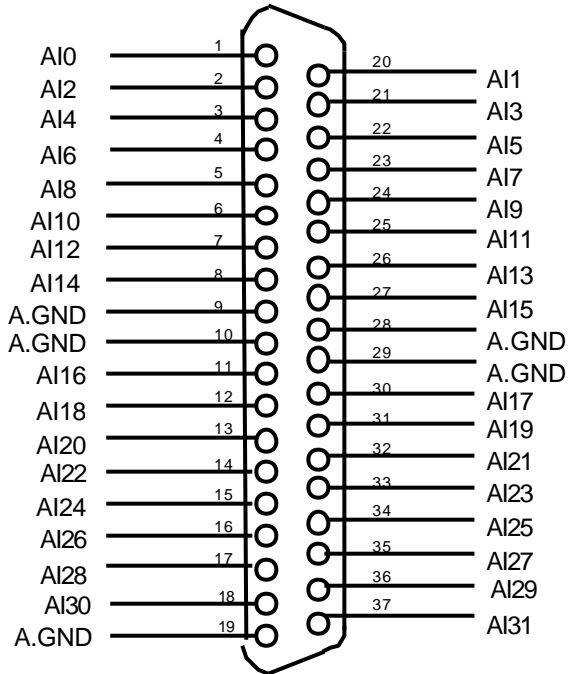 AI0 1
AI2 2
AI4 3
AI6 4
AI8 5
AI10 6
AI12 7
AI14 8
A.GND 9
A.GND 10
AI16 11
AI18 12
AI20 13
AI22 14
AI24 15
AI26 16
AI28 17
AI30 18
A.GND 19
20 AI1
21 AI3
22 AI5
23 AI7
24 AI9
25 AI11
26 AI13
27 AI15
28 A.GND
29 A.GND
30 AI17
31 AI19
32 AI21
33 AI23
34 AI25
35 AI27
36 AI29
37 AI31